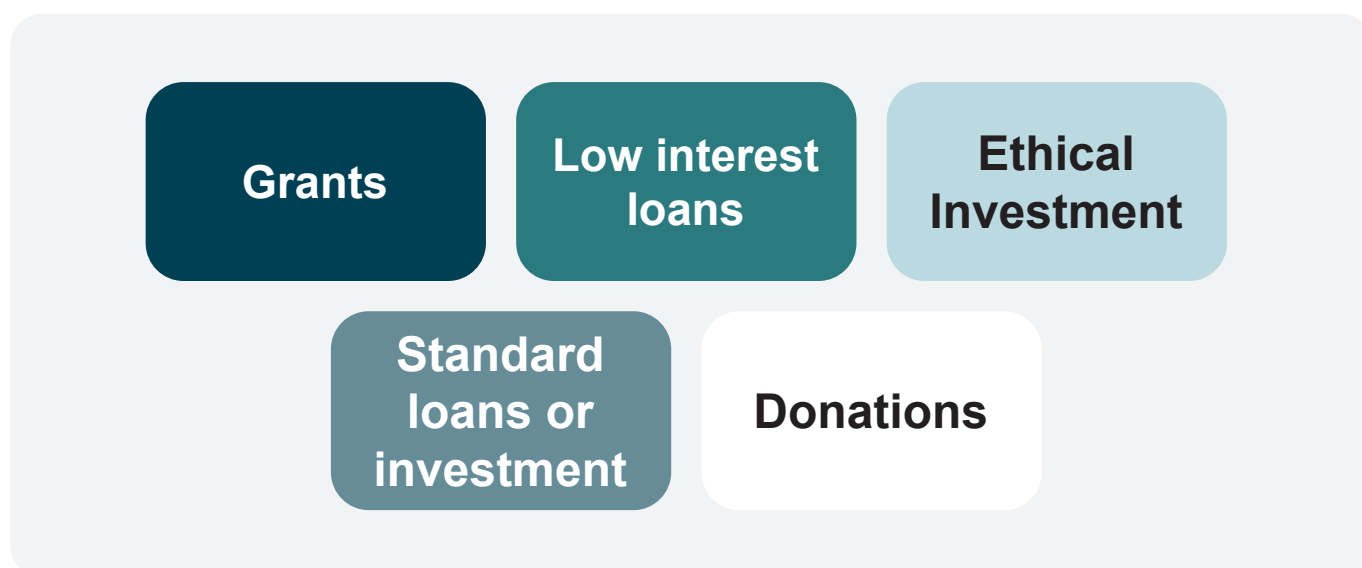 Grants
Low interest
loans
Ethical
Investment
Standard
loans or
investment
Donations